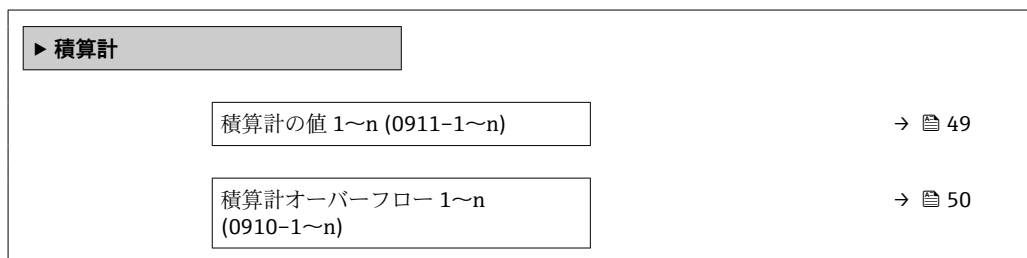 ▶ 積算計
積算計の値 1～n (0911–1～n) → 🖹 49
積算計オーバーフロー 1～n → 🖹 50
(0910–1～n)